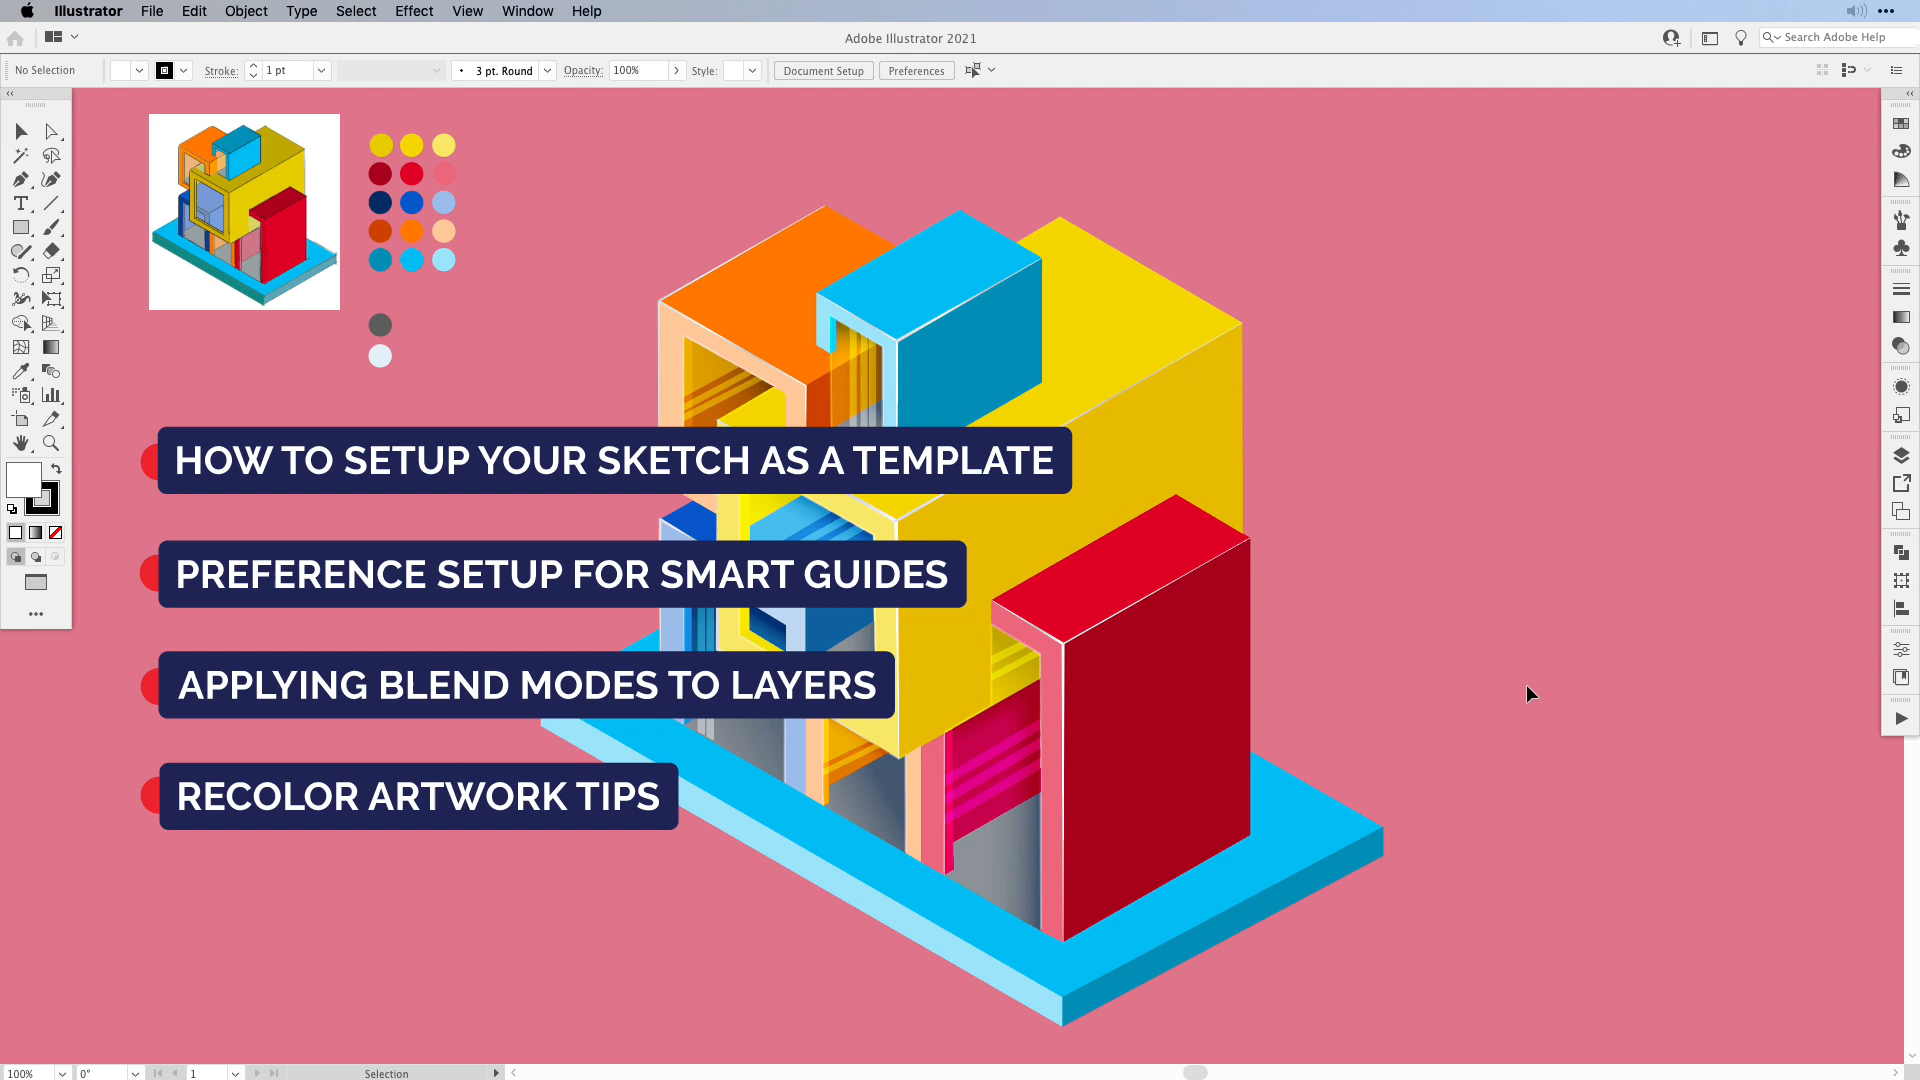 Illustrator File Edit Object Type Select Effect View Window Help
Adobe Illustrator 2021
Search Adobe Help
No Selection Stroke: 1 pt 3 pt. Round Opacity: 100% Style: Document Setup Preferences
HOW TO SETUP YOUR SKETCH AS A TEMPLATE
PREFERENCE SETUP FOR SMART GUIDES
APPLYING BLEND MODES TO LAYERS
RECOLOR ARTWORK TIPS
100% 0° 1 Selection